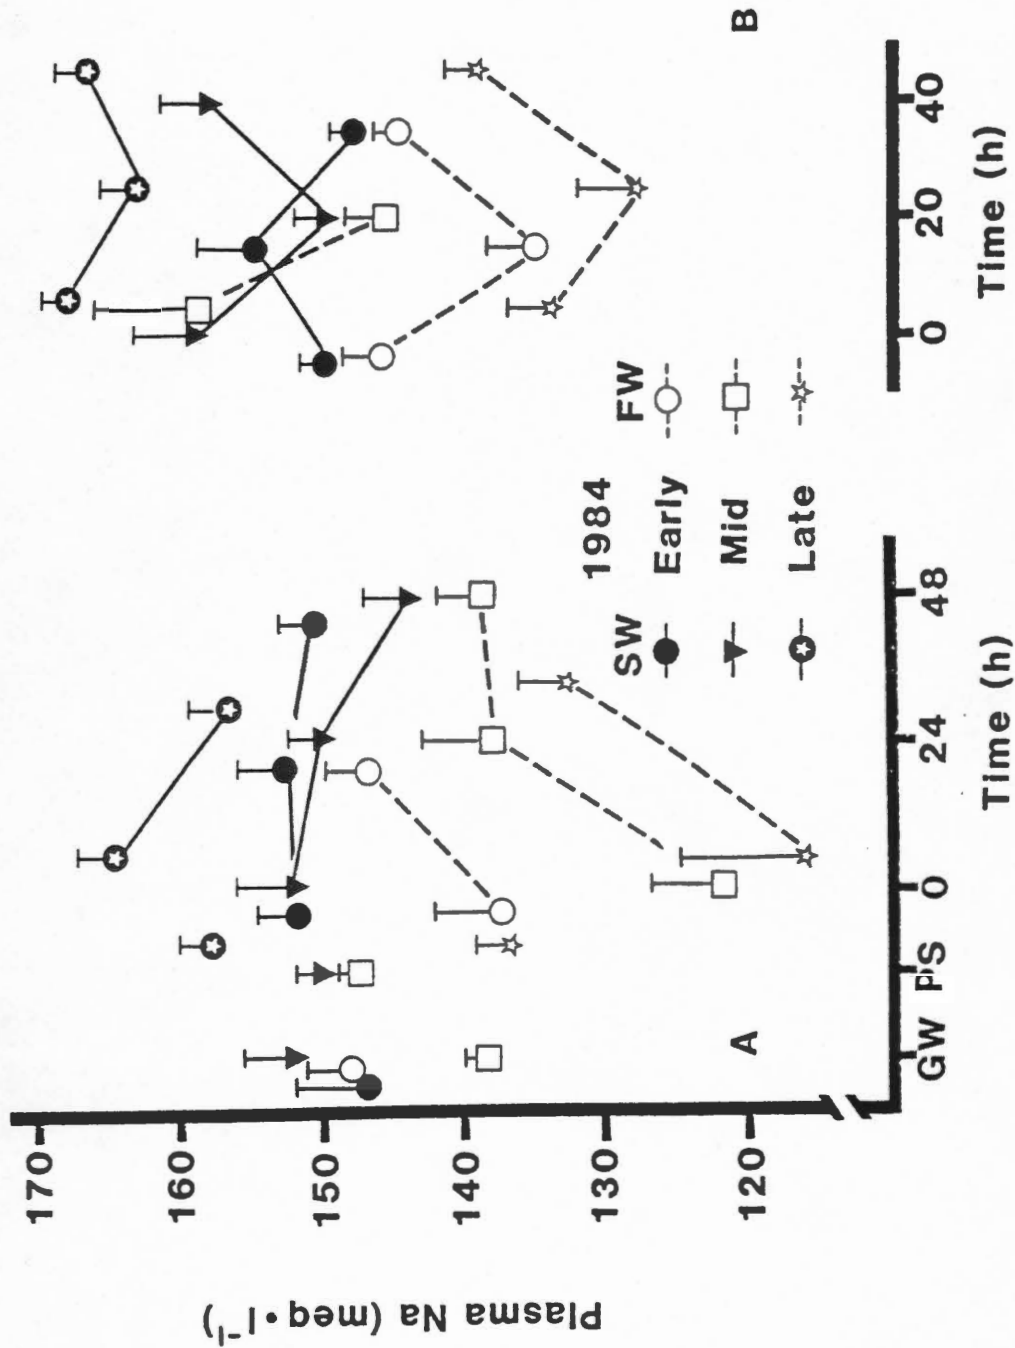 Plasma Na (meq•l⁻¹)
170
160
150
140
130
120
A
B
1984
SW FW
Early
Mid
Late
GW PS 0 24 48
0 20 40
Time (h)
Time (h)